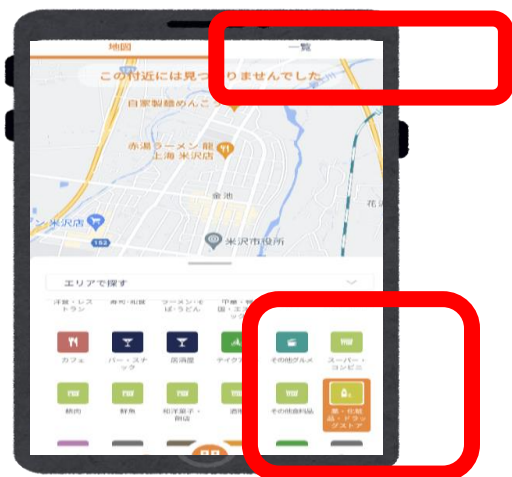 地図
一覧
この付近には見つ
りませんでした
自家製麺めんこ
赤湯ラーメン 龍
上海 米沢店
金池
花
ン 米沢店
152
米沢市役所
エリアで探す
洋食・レス
トラン
寿司・和食
ラーメン・そ
ば・うどん
カフェ
バー・スナ
ック
居酒屋
テイクア
その他グルメ
スーパー・
コンビニ
精肉
鮮魚
和洋菓子・
その他食料品
薬・化粧
品・ドラッ
グストア